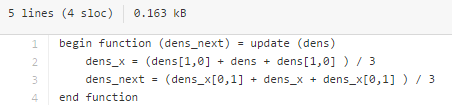 5 lines (4 sloc) 0.163 kB
1 begin function (dens_next) = update (dens)
2 dens_x = (dens[1,0] + dens + dens[1,0] ) / 3
3 dens_next = (dens_x[0,1] + dens_x + dens_x[0,1] ) / 3
4 end function